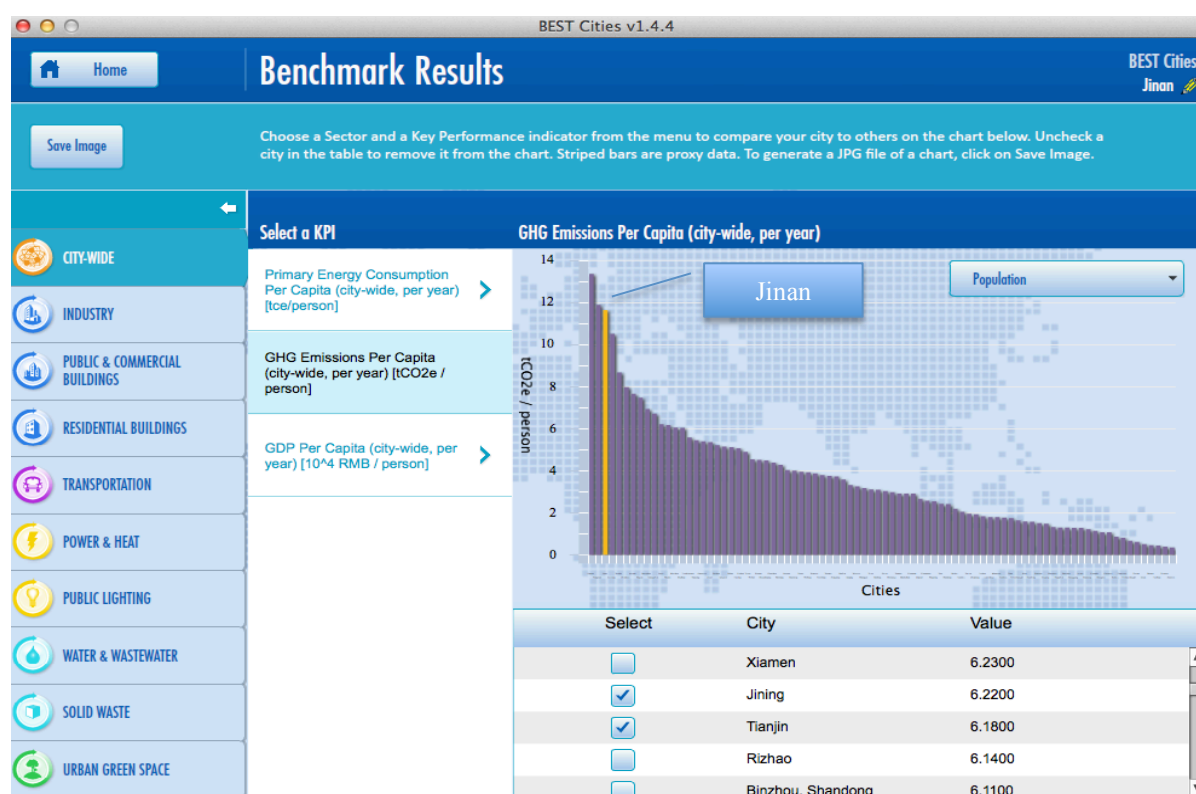 BEST Cities v1.4.4
Home
Benchmark Results
BEST Cities
Jinan
Save Image
Choose a Sector and a Key Performance indicator from the menu to compare your city to others on the chart below. Uncheck a
city in the table to remove it from the chart. Striped bars are proxy data. To generate a JPG file of a chart, click on Save Image.
CITY-WIDE
INDUSTRY
PUBLIC & COMMERCIAL
BUILDINGS
RESIDENTIAL BUILDINGS
TRANSPORTATION
POWER & HEAT
PUBLIC LIGHTING
WATER & WASTEWATER
SOLID WASTE
URBAN GREEN SPACE
Select a KPI
Primary Energy Consumption
Per Capita (city-wide, per year)
[tce/person]
GHG Emissions Per Capita
(city-wide, per year) [tCO2e /
person]
GDP Per Capita (city-wide, per
year) [10^4 RMB / person]
GHG Emissions Per Capita (city-wide, per year)
Jinan
Population
tCO2e / person
14
12
10
8
6
4
2
0
Cities
Select City Value
Xiamen 6.2300
Jining 6.2200
Tianjin 6.1800
Rizhao 6.1400
Binzhou, Shandong 6.1100